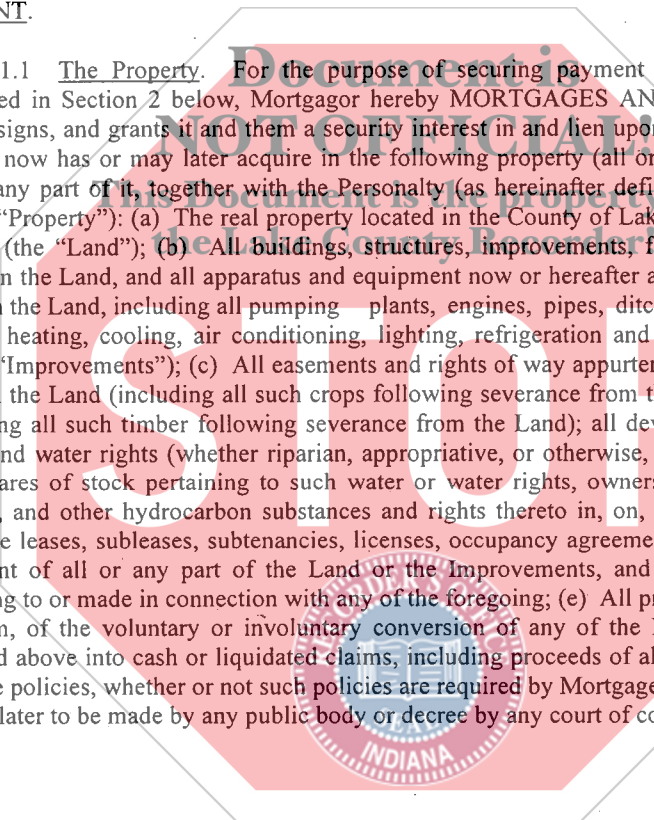 NT.
1.1 The Property. For the purpose of securing payment
ed in Section 2 below, Mortgagor hereby MORTGAGES AN
signs, and grants it and them a security interest in and lien upo
now has or may later acquire in the following property (all or
any part of it, together with the Personalty (as hereinafter defi
"Property"): (a) The real property located in the County of Lak
(the "Land"); (b) All buildings, structures, improvements, f
n the Land, and all apparatus and equipment now or hereafter a
the Land, including all pumping plants, engines, pipes, ditc
heating, cooling, air conditioning, lighting, refrigeration and
"Improvements"); (c) All easements and rights of way appurte
the Land (including all such crops following severance from t
ng all such timber following severance from the Land); all de
nd water rights (whether riparian, appropriative, or otherwise,
ares of stock pertaining to such water or water rights, owners
, and other hydrocarbon substances and rights thereto in, on,
e leases, subleases, subtenancies, licenses, occupancy agreeme
nt of all or any part of the Land or the Improvements, and
ng to or made in connection with any of the foregoing; (e) All p
n, of the voluntary or involuntary conversion of any of the
d above into cash or liquidated claims, including proceeds of al
e policies, whether or not such policies are required by Mortgage
later to be made by any public body or decree by any court of co
Document is
NOT OFFICIAL!
This Document is the property
the Lake County Recorder
STOP
SEAL
INDIANA